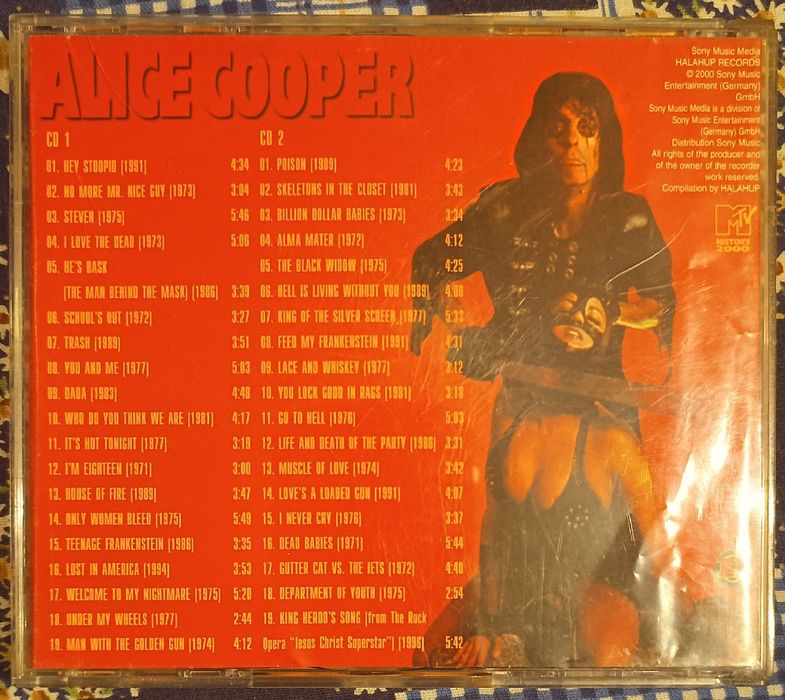 ALICE COOPER
CD 1
01. HEY STOOPID (1991) 4:34
02. NO MORE MR. NICE GUY (1973) 3:04
03. STEVEN (1975) 5:46
04. I LOVE THE DEAD (1973) 5:06
05. HE'S BASK
(THE MAN BEHIND THE MASK) (1986) 3:39
06. SCHOOL'S OUT (1972) 3:27
07. TRASH (1989) 3:51
08. YOU AND ME (1977) 5:03
09. DADA (1983) 4:48
10. WHO DO YOU THINK WE ARE (1981) 4:17
11. IT'S HOT TONIGHT (1977) 3:19
12. I'M EIGHTEEN (1971) 3:00
13. HOUSE OF FIRE (1989) 3:47
14. ONLY WOMEN BLEED (1975) 5:49
15. TEENAGE FRANKENSTEIN (1986) 3:35
16. LOST IN AMERICA (1994) 3:53
17. WELCOME TO MY NIGHTMARE (1975) 5:20
18. UNDER MY WHEELS (1977) 2:44
19. MAN WITH THE GOLDEN GUN (1974) 4:12
CD 2
01. POISON (1989) 4:23
02. SKELETONS IN THE CLOSET (1981) 3:43
03. BILLION DOLLAR BABIES (1973) 3:34
04. ALMA MATER (1972) 4:12
05. THE BLACK WIDOW (1975) 4:25
06. HELL IS LIVING WITHOUT YOU (1989)
07. KING OF THE SILVER SCREEN (1977) 5:33
08. FEED MY FRANKENSTEIN (1991) 4:31
09. LACE AND WHISKEY (1977) 3:12
10. YOU LOCK GOOD IN RAGS (1981) 3:18
11. GO TO HELL (1976) 5:03
12. LIFE AND DEATH OF THE PARTY (1988) 3:31
13. MUSCLE OF LOVE (1974) 3:42
14. LOVE'S A LOADED GUN (1991) 4:07
15. I NEVER CRY (1976) 3:37
16. DEAD BABIES (1971) 5:44
17. GUTTER CAT VS. THE JETS (1972) 4:40
18. DEPARTMENT OF YOUTH (1975) 2:54
19. KING HEROD'S SONG (from The Rock
Opera "Jesus Christ Superstar") (1996) 5:42
Sony Music Media
HALAHUP RECORDS
© 2000 Sony Music
Entertainment (Germany)
GmbH
Sony Music Media is a division of
Sony Music Entertainment
(Germany) GmbH
Distribution Sony Music
All rights of the producer and
of the owner of the recorder
work reserved.
Compilation by HALAHUP
MTV
HISTORY
2000